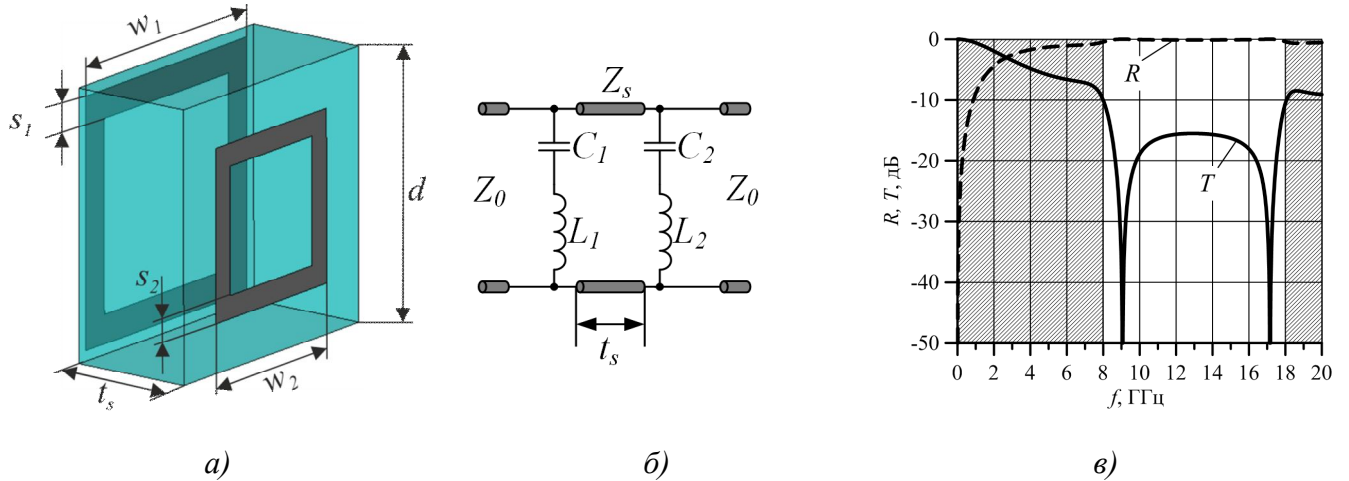 w₁
s₁
d
s₂
tₛ
w₂
а)
Zₛ
C₁
C₂
Z₀
Z₀
L₁
L₂
tₛ
б)
R, T, дБ
0
-10
-20
-30
-40
-50
R
T
0 2 4 6 8 10 12 14 16 18 20
f, ГГц
в)